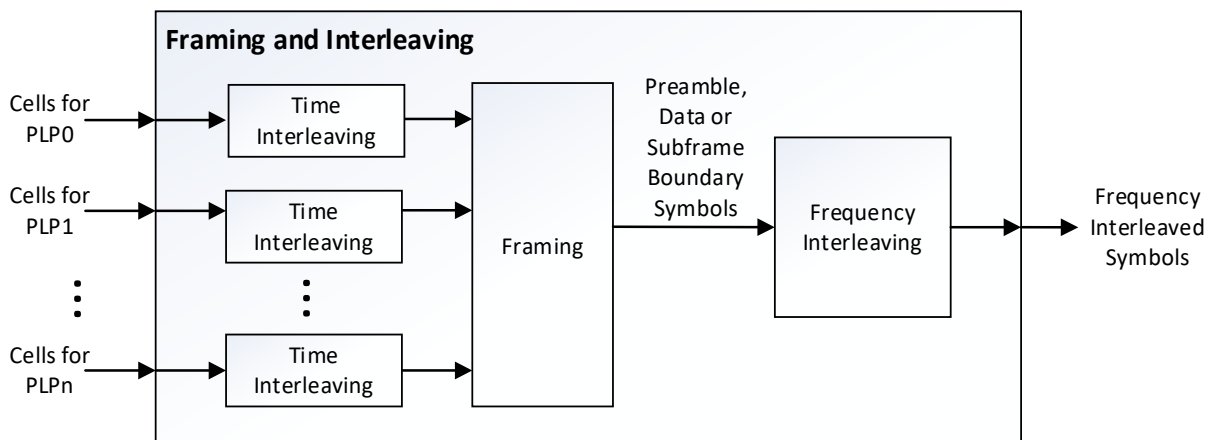 Framing and Interleaving
Cells for
PLP0
Time
Interleaving
Cells for
PLP1
Time
Interleaving
Cells for
PLPn
Time
Interleaving
Framing
Preamble,
Data or
Subframe
Boundary
Symbols
Frequency
Interleaving
Frequency
Interleaved
Symbols